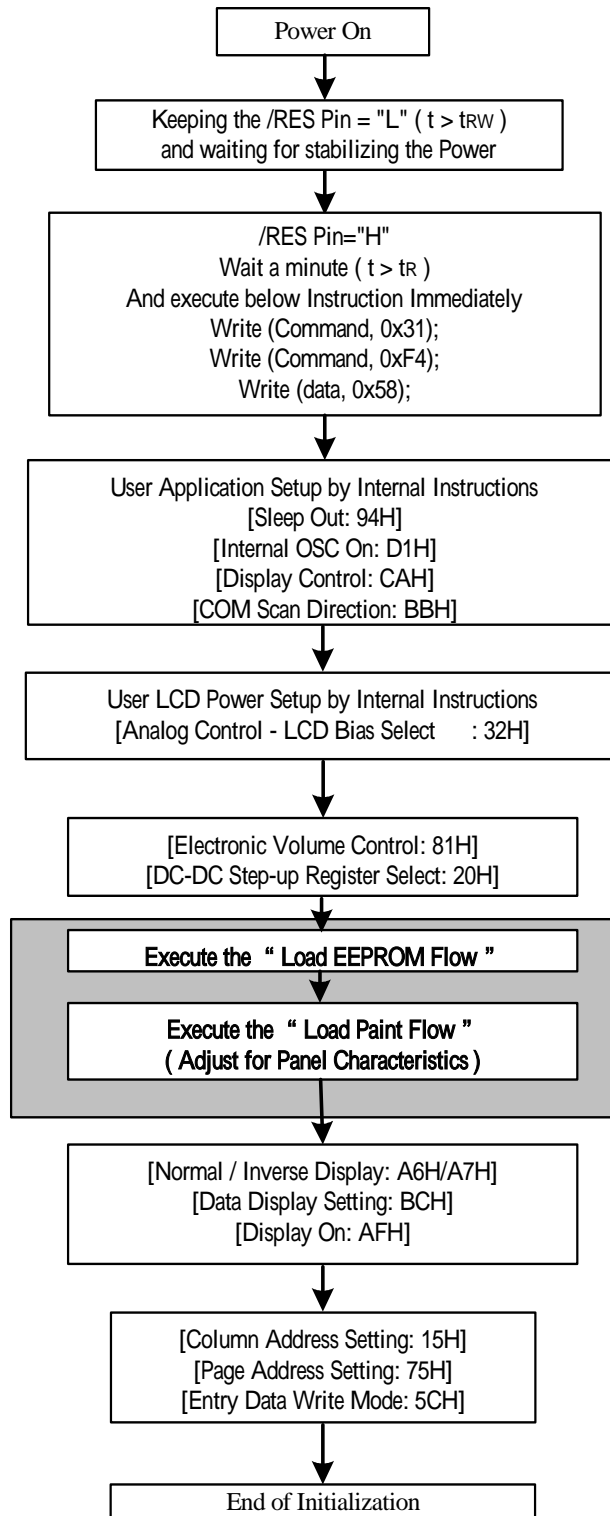 Power On
Keeping the /RES Pin = "L" ( t > tRW )
and waiting for stabilizing the Power
/RES Pin="H"
Wait a minute ( t > tR )
And execute below Instruction Immediately
Write (Command, 0x31);
Write (Command, 0xF4);
Write (data, 0x58);
User Application Setup by Internal Instructions
[Sleep Out: 94H]
[Internal OSC On: D1H]
[Display Control: CAH]
[COM Scan Direction: BBH]
User LCD Power Setup by Internal Instructions
[Analog Control - LCD Bias Select : 32H]
[Electronic Volume Control: 81H]
[DC-DC Step-up Register Select: 20H]
Execute the “ Load EEPROM Flow ”
Execute the “ Load Paint Flow ”
( Adjust for Panel Characteristics )
[Normal / Inverse Display: A6H/A7H]
[Data Display Setting: BCH]
[Display On: AFH]
[Column Address Setting: 15H]
[Page Address Setting: 75H]
[Entry Data Write Mode: 5CH]
End of Initialization